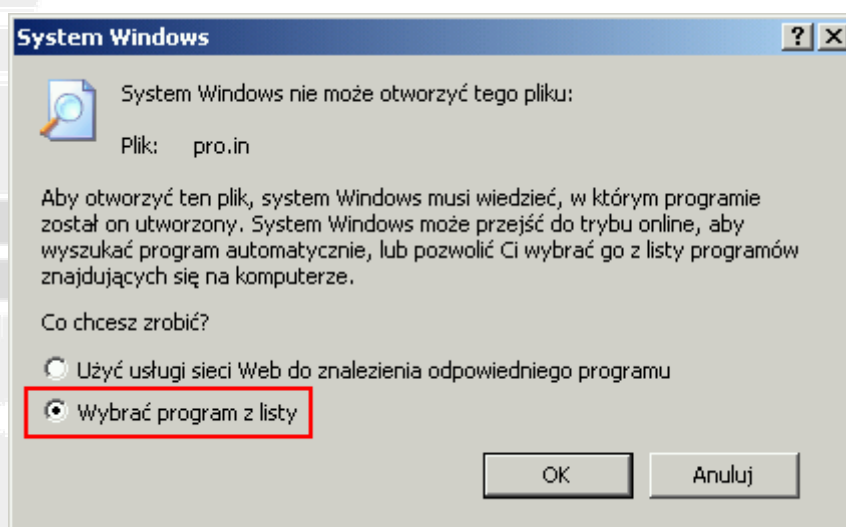 System Windows
System Windows nie może otworzyć tego pliku:
Plik: pro.in
Aby otworzyć ten plik, system Windows musi wiedzieć, w którym programie
został on utworzony. System Windows może przejść do trybu online, aby
wyszukać program automatycznie, lub pozwolić Ci wybrać go z listy programów
znajdujących się na komputerze.
Co chcesz zrobić?
Użyć usługi sieci Web do znalezienia odpowiedniego programu
Wybrać program z listy
OK Anuluj